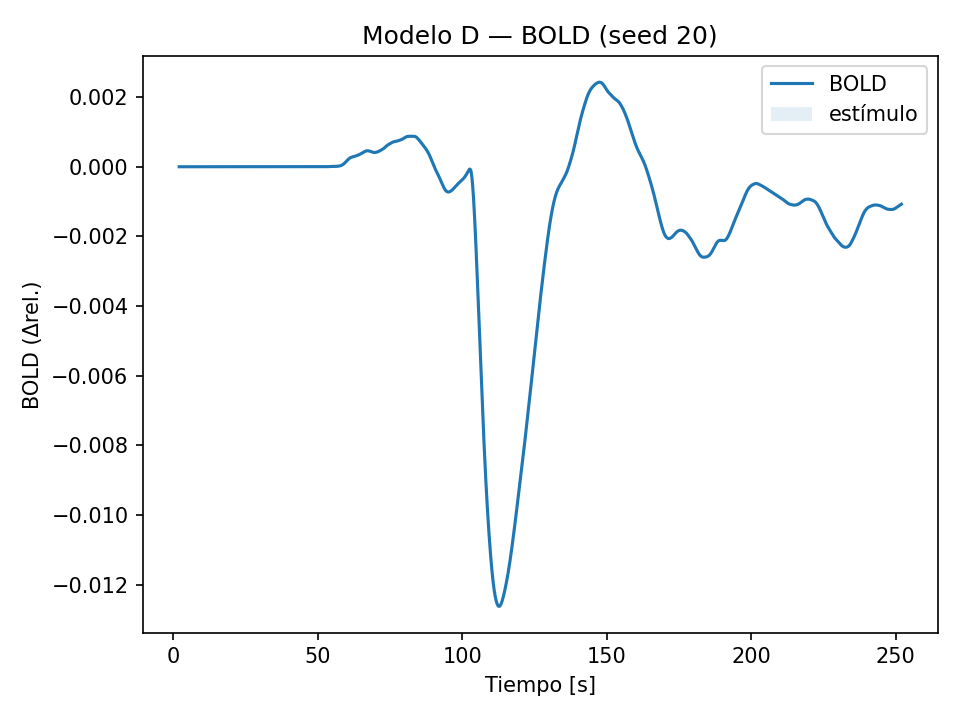 Modelo D — BOLD (seed 20)
BOLD
estímulo
0.002
0.000
−0.002
−0.004
−0.006
−0.008
−0.010
−0.012
BOLD (Δrel.)
0
50
100
150
200
250
Tiempo [s]